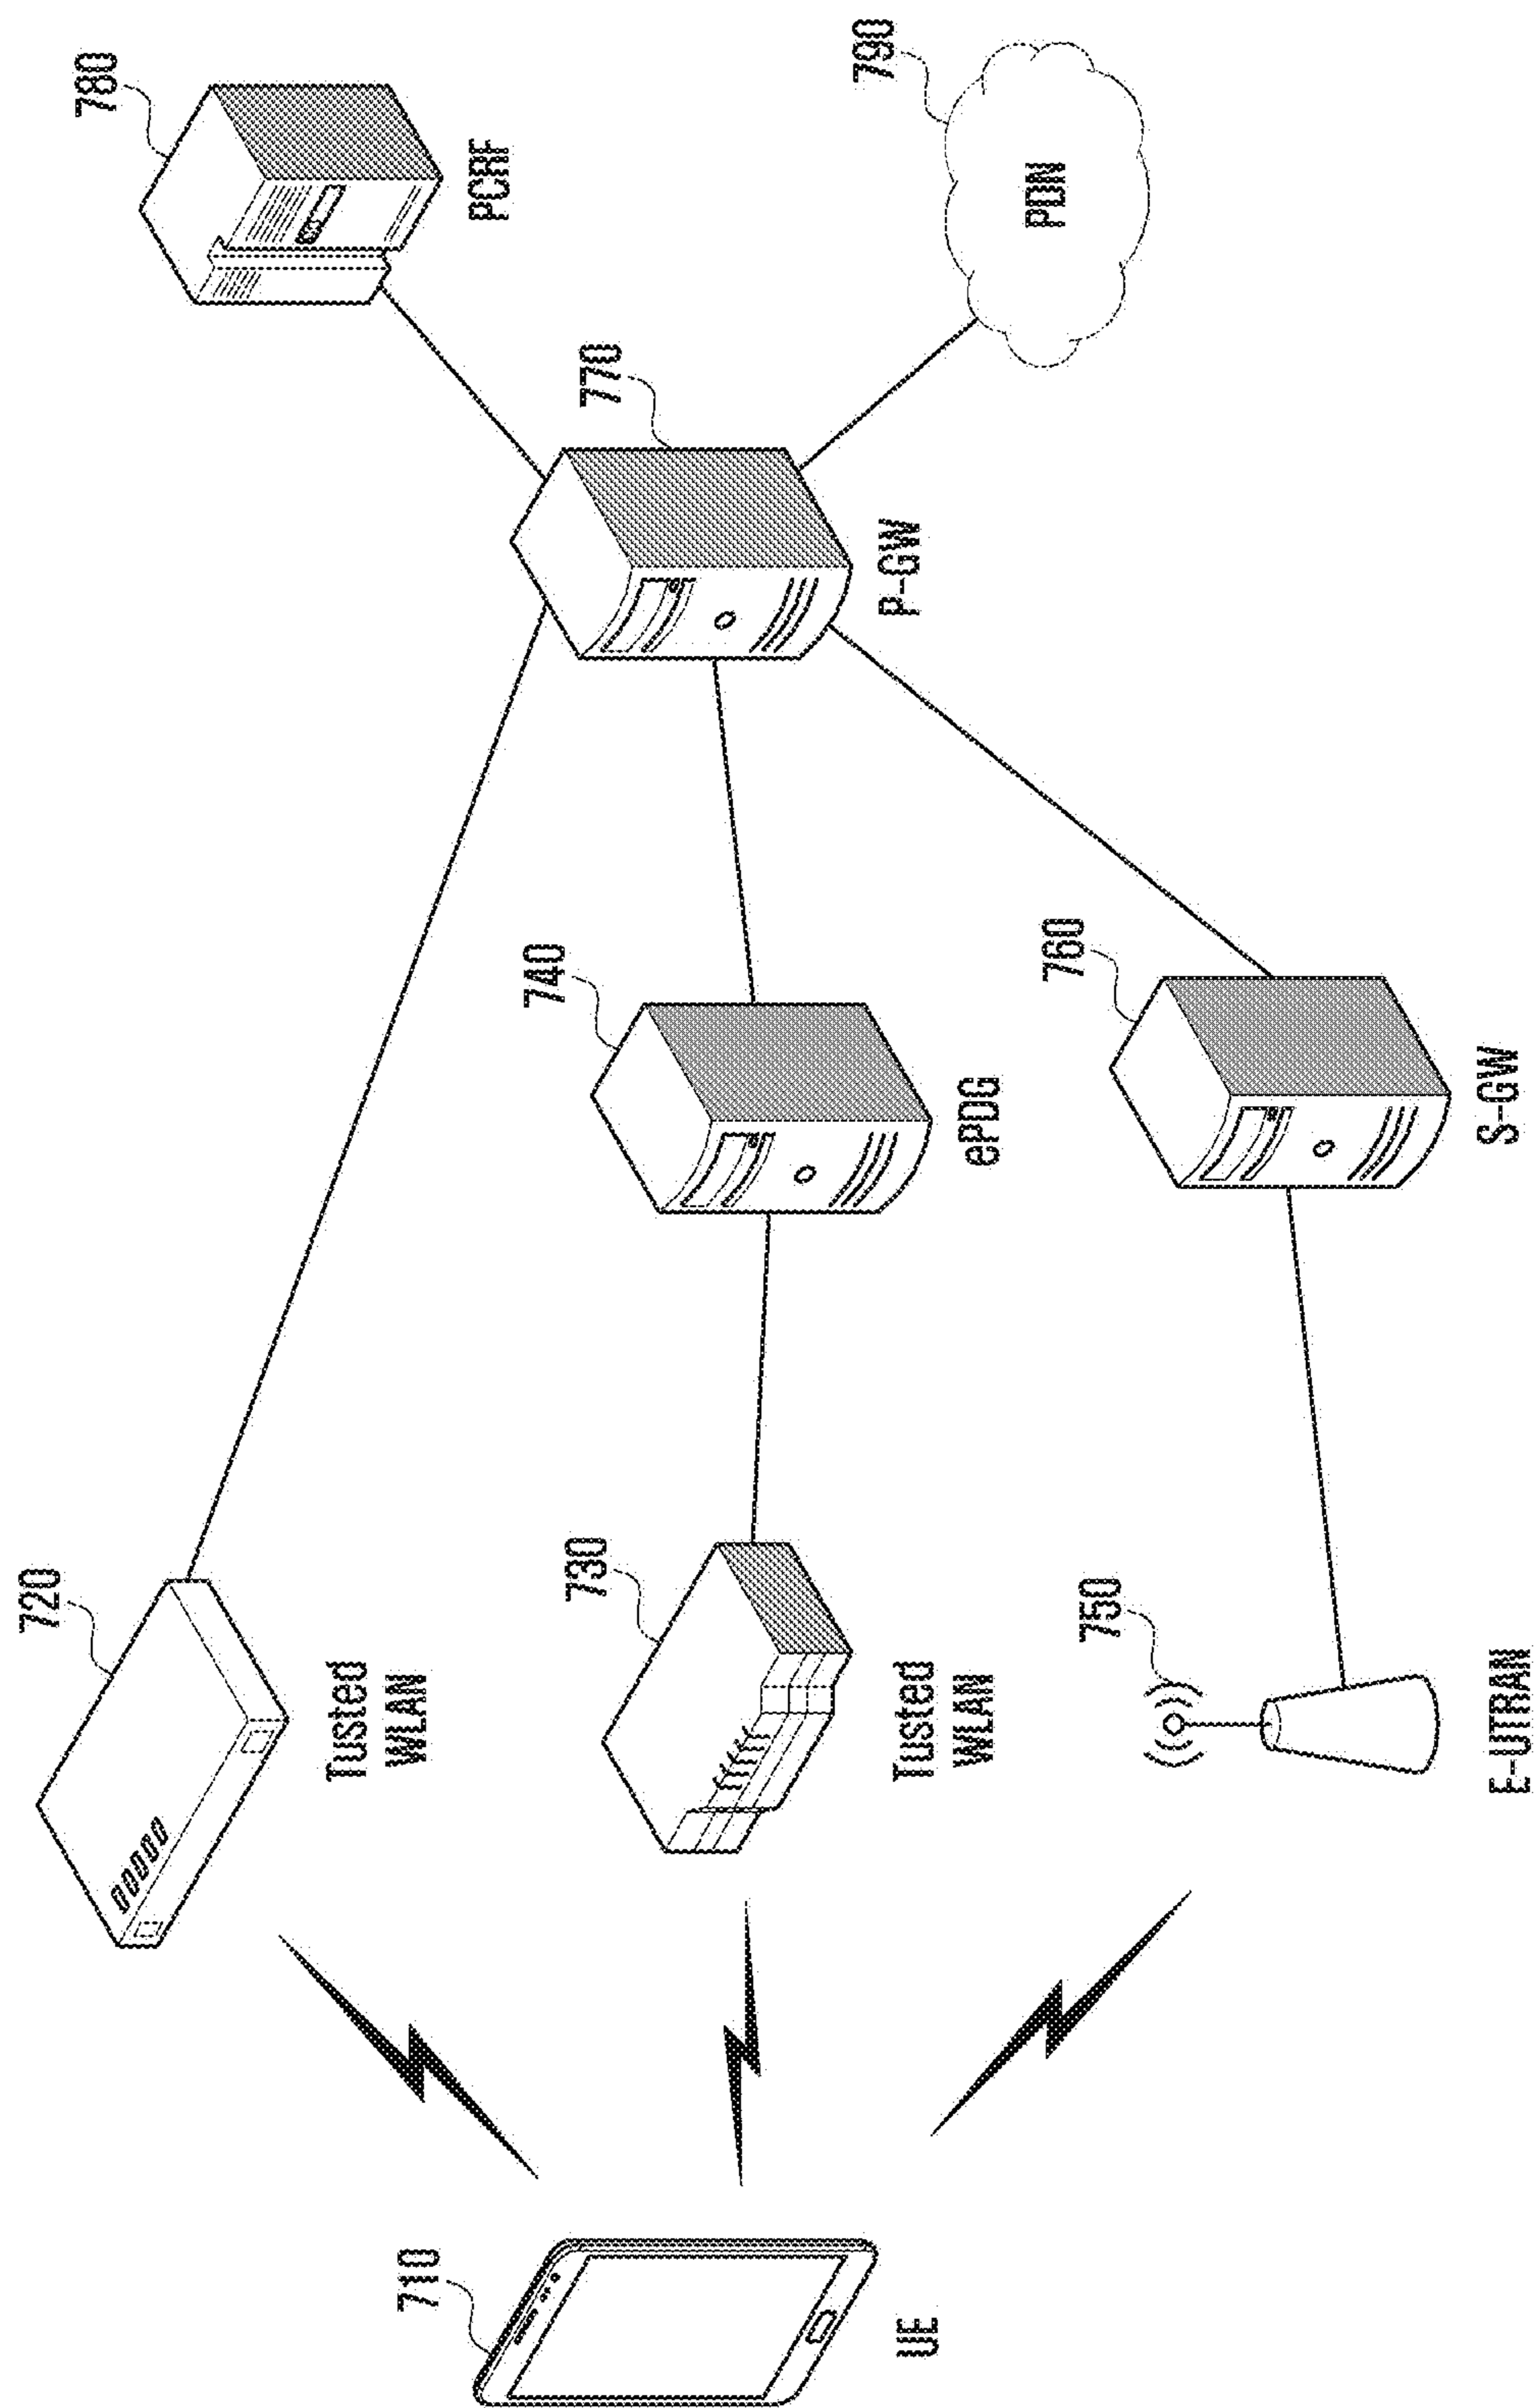 710
UE
720
Tusted
WLAN
730
Tusted
WLAN
740
ePDG
750
E-UTRAN
760
S-GW
770
P-GW
780
PCRF
790
PDN